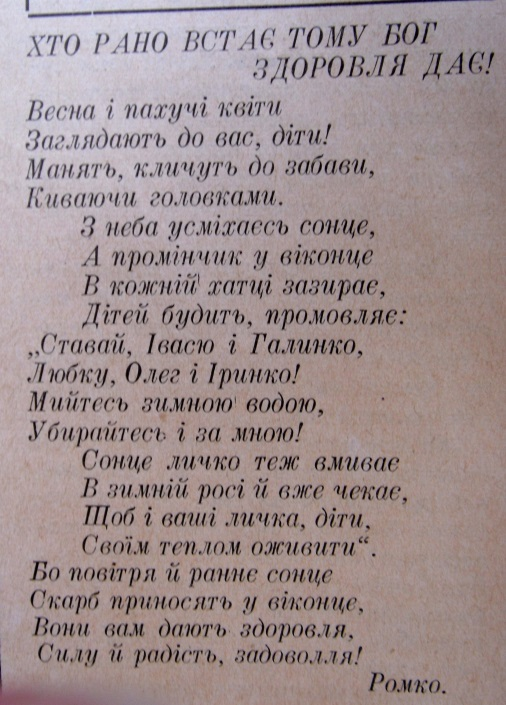 ХТО РАНО ВСТАЄ ТОМУ БОГ
ЗДОРОВЛЯ ДАЄ!
Весна і пахучі квіти
Заглядають до вас, діти!
Манять, кличуть до забави,
Киваючи головками.
З неба усміхаєсь сонце,
А промінчик у віконце
В кожній хатці зазирає,
Дітей будить, промовляє:
„Ставай, Івасю і Галинко,
Любку, Олег і Іринко!
Мийтесь зимною водою,
Убирайтесь і за мною!
Сонце личко теж вмиває
В зимній росі й вже чекає,
Щоб і ваші личка, діти,
Своїм теплом оживити“.
Бо повітря й раннє сонце
Скарб приносять у віконце,
Вони вам дають здоровля,
Силу й радість, задоволля!
Ромко.